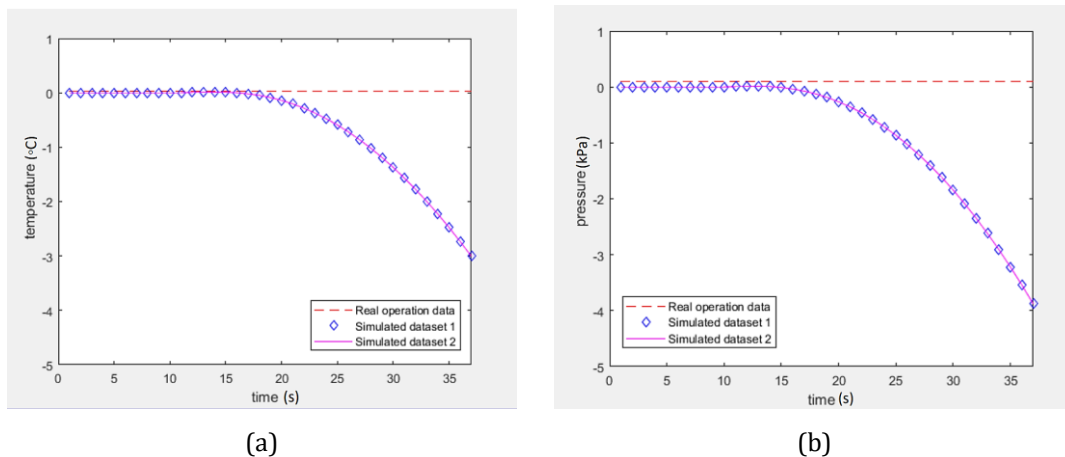 1
0
-1
-2
-3
-4
-5
temperature (◦C)
0 5 10 15 20 25 30 35
time (s)
Real operation data
Simulated dataset 1
Simulated dataset 2
(a)
1
0
-1
-2
-3
-4
-5
pressure (kPa)
0 5 10 15 20 25 30 35
time (s)
Real operation data
Simulated dataset 1
Simulated dataset 2
(b)